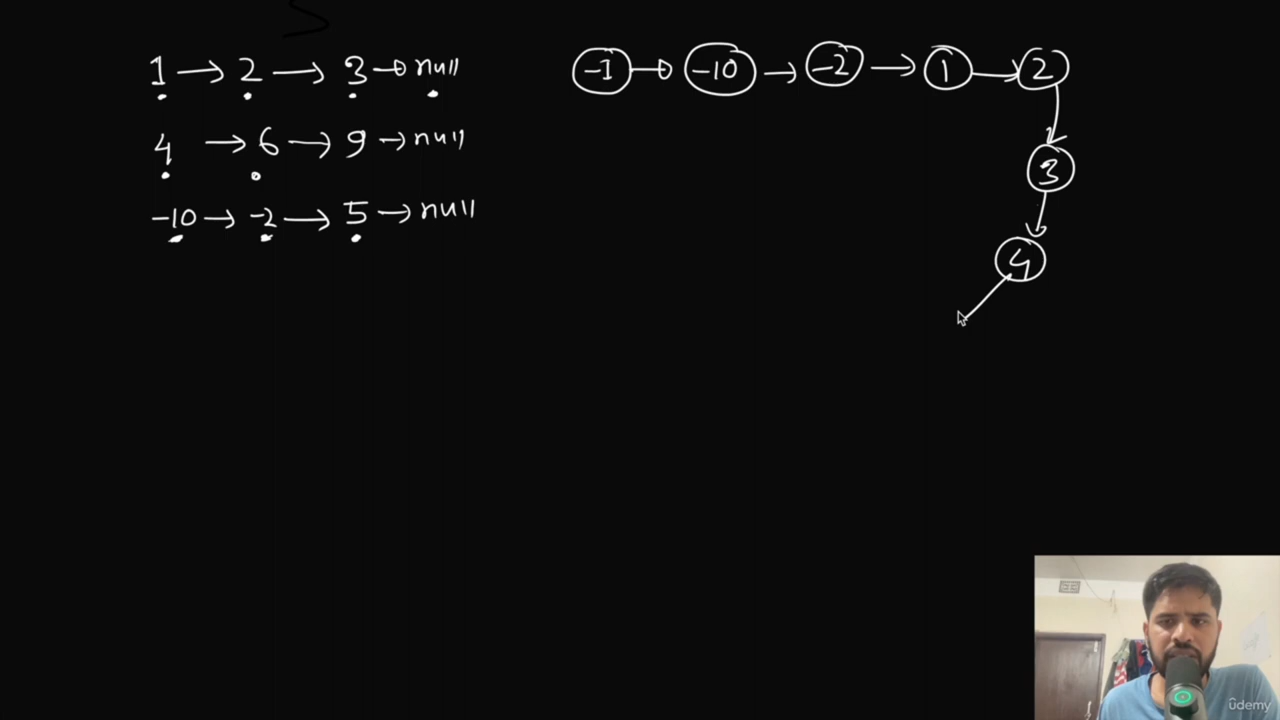 1 → 2 → 3 → null
4 → 6 → 9 → null
-10 → -2 → 5 → null
-1 → -10 → -2 → 1 → 2
3
4
ûdemy